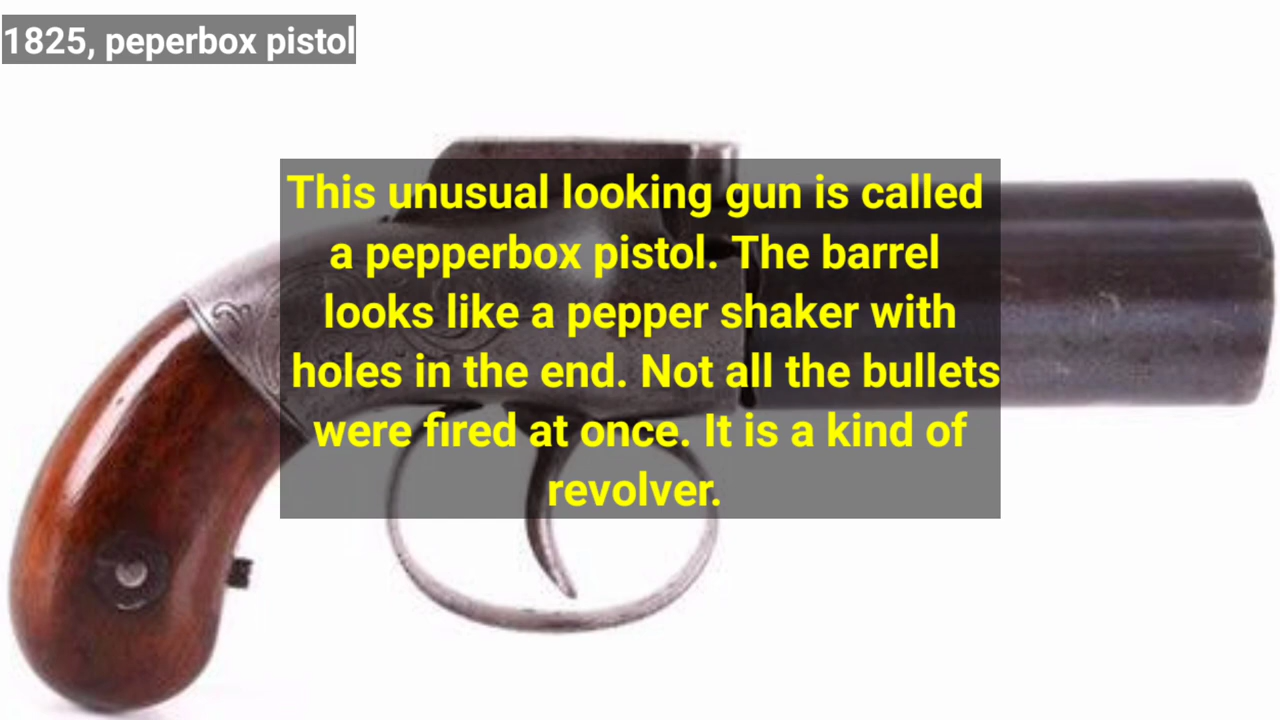 1825, peperbox pistol
This unusual looking gun is called
a pepperbox pistol. The barrel
looks like a pepper shaker with
holes in the end. Not all the bullets
were fired at once. It is a kind of
revolver.